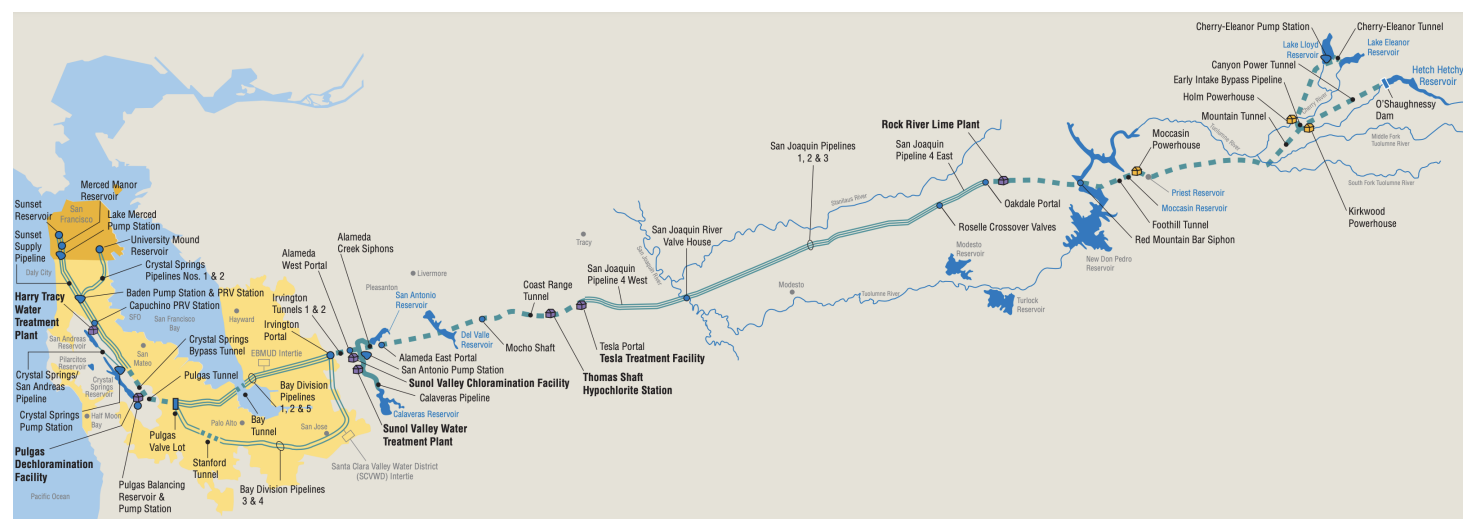 Cherry-Eleanor Pump Station
Cherry-Eleanor Tunnel
Lake Lloyd
Reservoir
Lake Eleanor
Reservoir
Canyon Power Tunnel
Hetch Hetchy
Reservoir
Early Intake Bypass Pipeline
Holm Powerhouse
Cherry River
O'Shaughnessy
Dam
Mountain Tunnel
Rock River Lime Plant
Moccasin
Powerhouse
Tuolumne River
Middle Fork
Tuolumne River
San Joaquin Pipelines
1, 2 & 3
San Joaquin
Pipeline 4 East
South Fork Tuolumne River
Priest Reservoir
Moccasin Reservoir
Kirkwood
Powerhouse
Stanislaus River
Oakdale Portal
Foothill Tunnel
Roselle Crossover Valves
Red Mountain Bar Siphon
New Don Pedro
Reservoir
Modesto
Reservoir
Turlock
Reservoir
Modesto
Tuolumne River
San Joaquin River
Valve House
San Joaquin River
Tracy
San Joaquin
Pipeline 4 West
Coast Range
Tunnel
Tesla Portal
Tesla Treatment Facility
Thomas Shaft
Hypochlorite Station
Mocho Shaft
Livermore
Pleasanton
San Antonio
Reservoir
Del Valle
Reservoir
Alameda
Creek Siphons
Alameda
West Portal
Alameda East Portal
San Antonio Pump Station
Sunol Valley Chloramination Facility
Calaveras Pipeline
Calaveras Reservoir
Sunol Valley Water
Treatment Plant
Irvington
Tunnels 1 & 2
Irvington
Portal
EBMUD Intertie
Hayward
Bay Division
Pipelines
1, 2 & 5
Bay
Tunnel
Palo Alto
San Jose
Santa Clara Valley Water District
(SCVWD) Intertie
Bay Division Pipelines
3 & 4
Stanford
Tunnel
Pulgas
Valve Lot
Pulgas Balancing
Reservoir &
Pump Station
Pulgas Tunnel
Crystal Springs
Bypass Tunnel
Merced Manor
Reservoir
Sunset
Reservoir
San
Francisco
Lake Merced
Pump Station
Sunset
Supply
Pipeline
University Mound
Reservoir
Daly City
Crystal Springs
Pipelines Nos. 1 & 2
Baden Pump Station & PRV Station
Capuchino PRV Station
Harry Tracy
Water
Treatment
Plant
SFO
San Francisco
Bay
San Andreas
Reservoir
San
Mateo
Pilarcitos
Reservoir
Crystal Springs/
San Andreas
Pipeline
Crystal
Springs
Reservoir
Crystal Springs
Pump Station
Half Moon
Bay
Pulgas
Dechloramination
Facility
Pacific Ocean